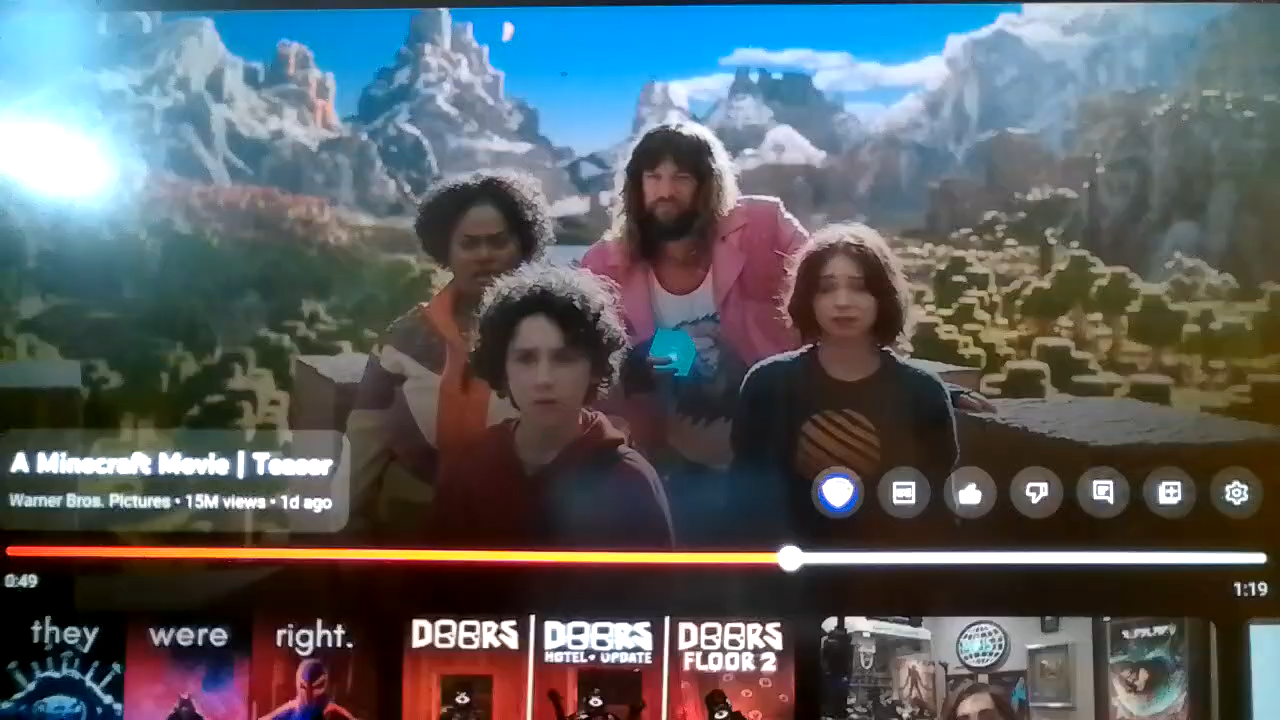 A Minecraft Movie | Teaser
Warner Bros. Pictures • 15M views • 1d ago
0:49
1:19
they were right.
DOORS
DOORS
HOTEL+ UPDATE
DOORS
FLOOR 2